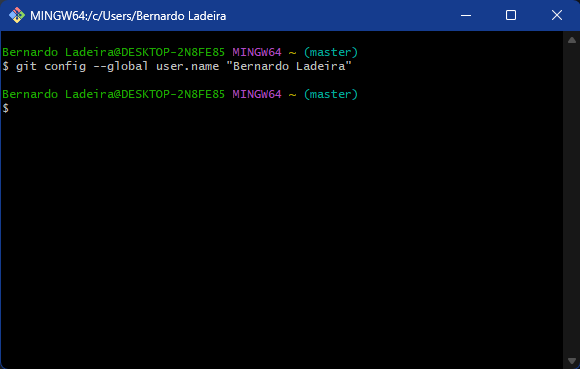 MINGW64:/c/Users/Bernardo Ladeira
Bernardo Ladeira@DESKTOP-2N8FE85 MINGW64 ~ (master)
$ git config --global user.name "Bernardo Ladeira"
Bernardo Ladeira@DESKTOP-2N8FE85 MINGW64 ~ (master)
$